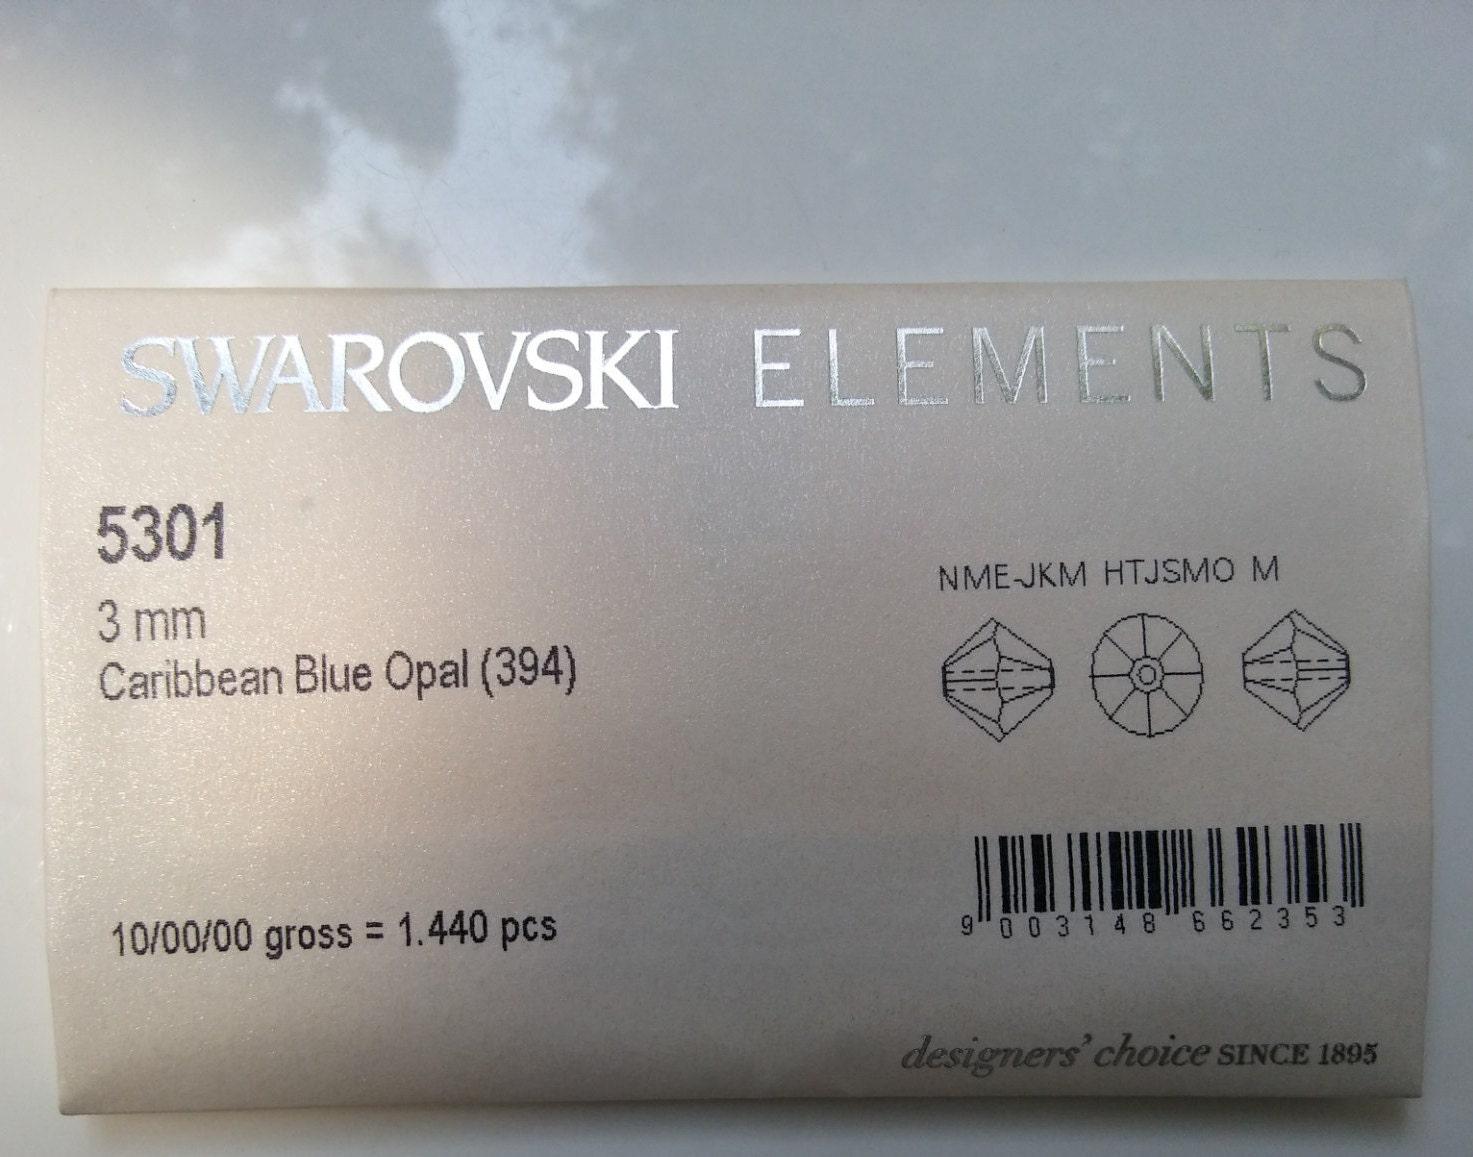 SWAROVSKI ELEMENTS
5301
3 mm
Caribbean Blue Opal (394)
NME-JKM HTJSMO M
10/00/00 gross = 1.440 pcs
9 003148 662353
designers' choice SINCE 1895